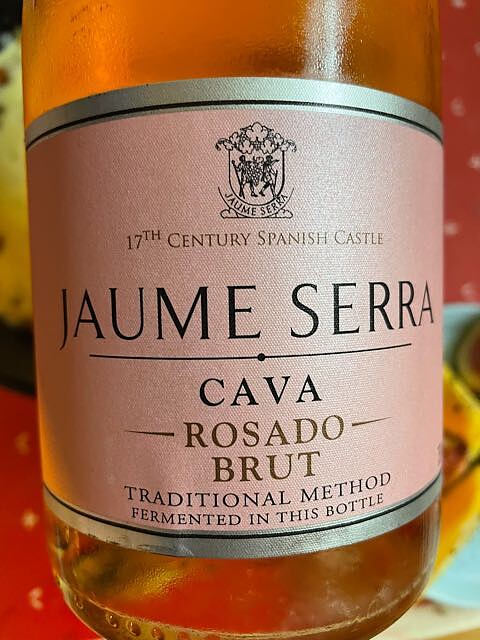 JAUME SERRA
17TH CENTURY SPANISH CASTLE
JAUME SERRA
CAVA
ROSADO
BRUT
TRADITIONAL METHOD
FERMENTED IN THIS BOTTLE